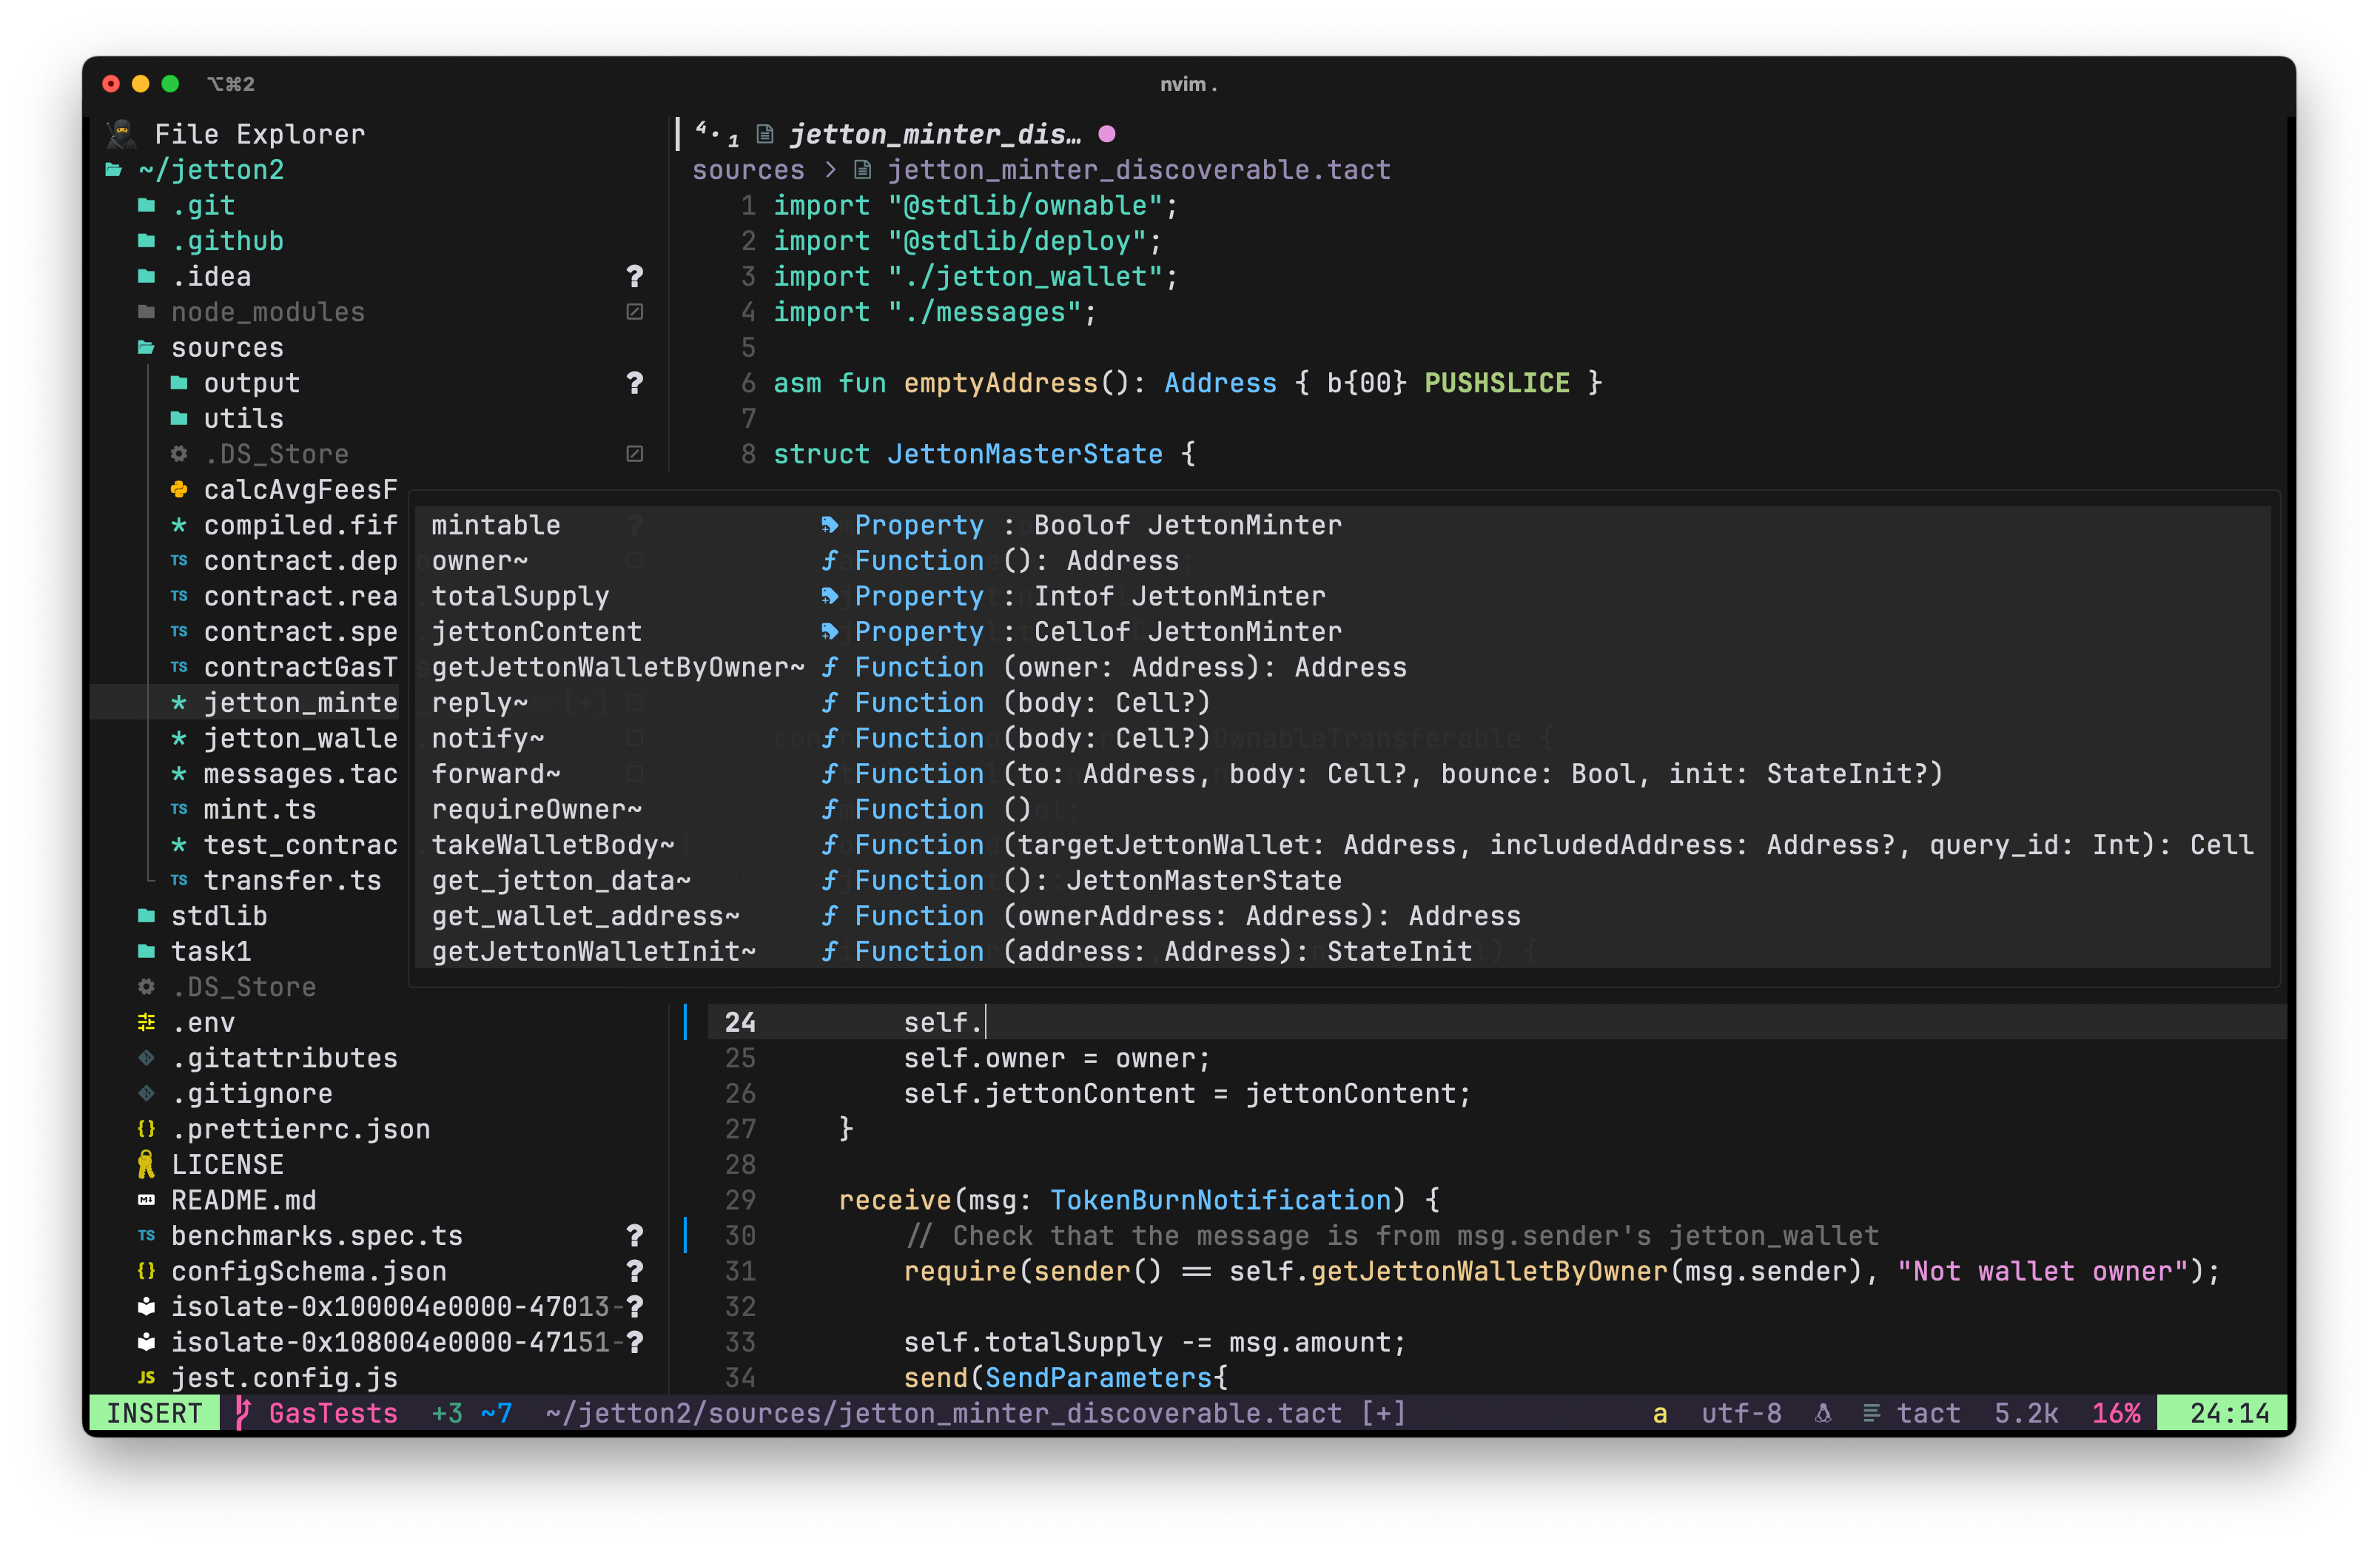 ⌥⌘2
nvim .
File Explorer
~/jetton2
.git
.github
.idea ?
node_modules
sources
output ?
utils
.DS_Store
calcAvgFeesF
compiled.fif
TS contract.dep
TS contract.rea
TS contract.spe
TS contractGasT
* jetton_minte
* jetton_walle
* messages.tac
TS mint.ts
* test_contrac
TS transfer.ts
stdlib
task1
.DS_Store
.env
.gitattributes
.gitignore
{} .prettierrc.json
LICENSE
README.md
TS benchmarks.spec.ts ?
{} configSchema.json ?
isolate-0x100004e0000-47013-?
isolate-0x108004e0000-47151-?
JS jest.config.js
4·1 jetton_minter_dis… ●
sources > jetton_minter_discoverable.tact
1 import "@stdlib/ownable";
2 import "@stdlib/deploy";
3 import "./jetton_wallet";
4 import "./messages";
5
6 asm fun emptyAddress(): Address { b{00} PUSHSLICE }
7
8 struct JettonMasterState {
mintable Property : Boolof JettonMinter
owner~ ƒ Function (): Address
totalSupply Property : Intof JettonMinter
jettonContent Property : Cellof JettonMinter
getJettonWalletByOwner~ ƒ Function (owner: Address): Address
reply~ ƒ Function (body: Cell?)
notify~ ƒ Function (body: Cell?)
forward~ ƒ Function (to: Address, body: Cell?, bounce: Bool, init: StateInit?)
requireOwner~ ƒ Function ()
takeWalletBody~ ƒ Function (targetJettonWallet: Address, includedAddress: Address?, query_id: Int): Cell
get_jetton_data~ ƒ Function (): JettonMasterState
get_wallet_address~ ƒ Function (ownerAddress: Address): Address
getJettonWalletInit~ ƒ Function (address: Address): StateInit
24 self.
25 self.owner = owner;
26 self.jettonContent = jettonContent;
27 }
28
29 receive(msg: TokenBurnNotification) {
30 // Check that the message is from msg.sender's jetton_wallet
31 require(sender() == self.getJettonWalletByOwner(msg.sender), "Not wallet owner");
32
33 self.totalSupply -= msg.amount;
34 send(SendParameters{
INSERT GasTests +3 ~7 ~/jetton2/sources/jetton_minter_discoverable.tact [+] a utf-8 tact 5.2k 16% 24:14